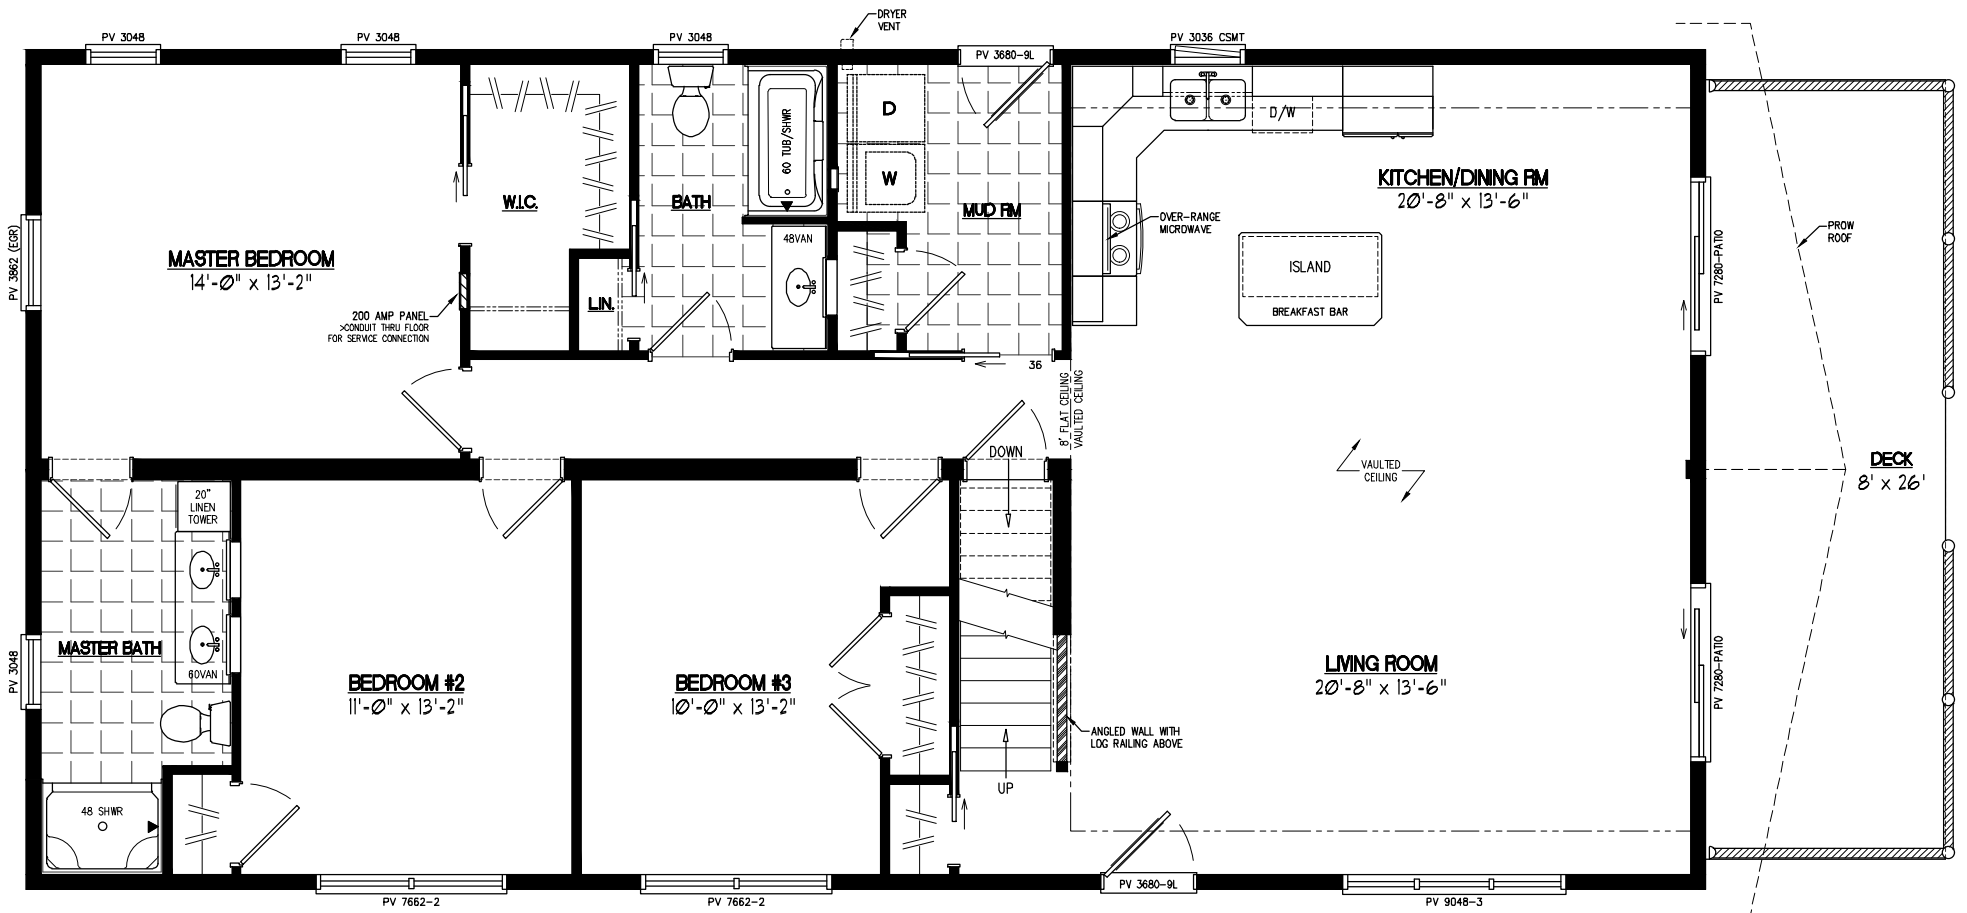 DRYER
VENT
PV 3048
PV 3048
PV 3048
PV 3680-9L
PV 3036 CSMT
D
W
60 TUB/SHWR
D/W
KITCHEN/DINING RM
20'-8" x 13'-6"
W.I.C.
BATH
MUD RM
OVER-RANGE
MICROWAVE
PROW
ROOF
48VAN
MASTER BEDROOM
14'-0" x 13'-2"
PV 3862 (EGR)
ISLAND
BREAKFAST BAR
PV 7280-PATIO
LIN.
200 AMP PANEL
>CONDUIT THRU FLOOR
FOR SERVICE CONNECTION
36
8' FLAT CEILING
VAULTED CEILING
DOWN
VAULTED
CEILING
DECK
8' x 26'
20"
LINEN
TOWER
MASTER BATH
60VAN
PV 3048
BEDROOM #2
11'-0" x 13'-2"
BEDROOM #3
10'-0" x 13'-2"
LIVING ROOM
20'-8" x 13'-6"
PV 7280-PATIO
ANGLED WALL WITH
LOG RAILING ABOVE
UP
48 SHWR
PV 7662-2
PV 7662-2
PV 3680-9L
PV 9048-3